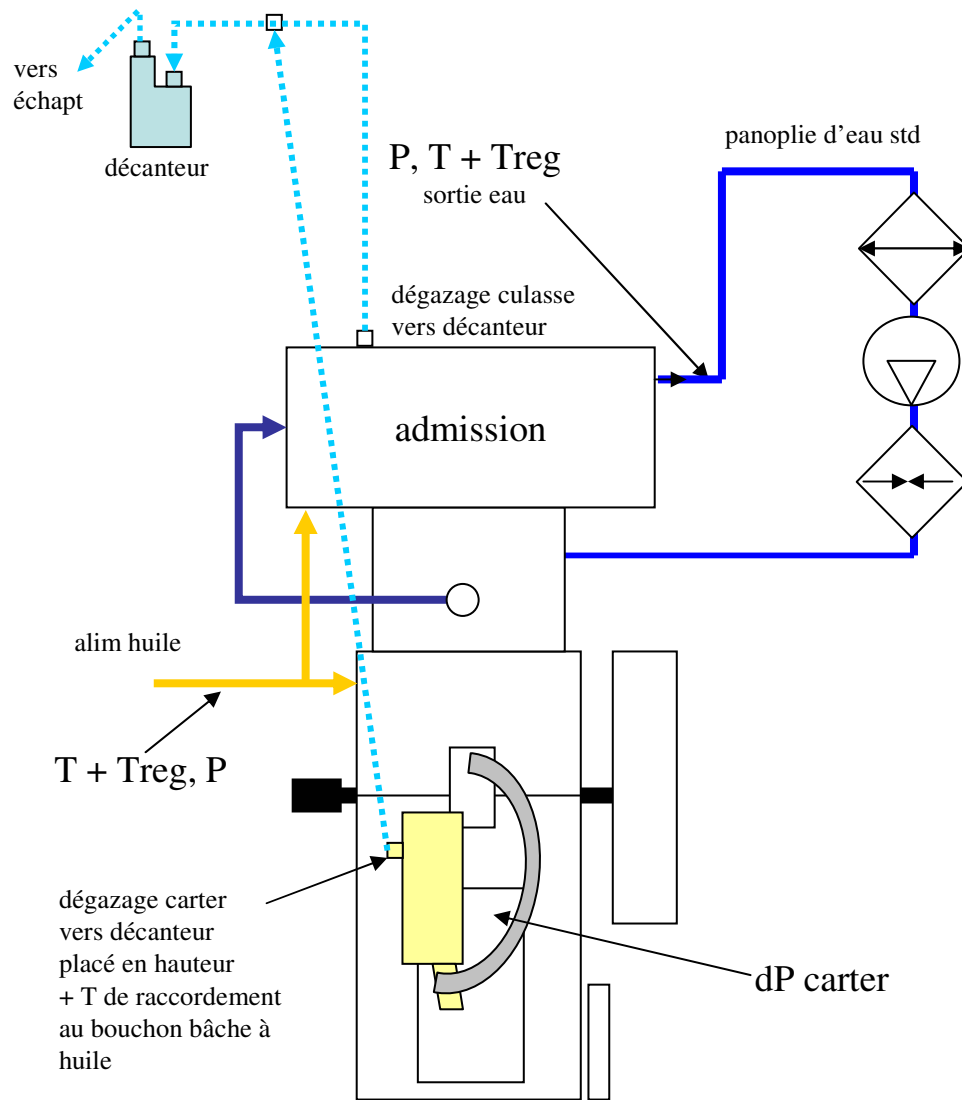 vers
échapt
décanteur
P, T + Treg
sortie eau
panoplie d’eau std
dégazage culasse
vers décanteur
admission
alim huile
T + Treg, P
dégazage carter
vers décanteur
placé en hauteur
+ T de raccordement
au bouchon bâche à
huile
dP carter